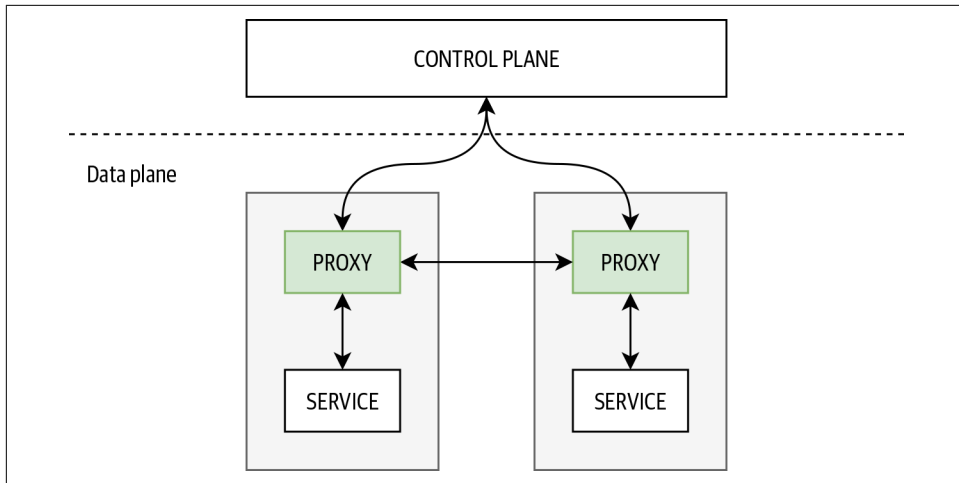 CONTROL PLANE
Data plane
PROXY
PROXY
SERVICE
SERVICE